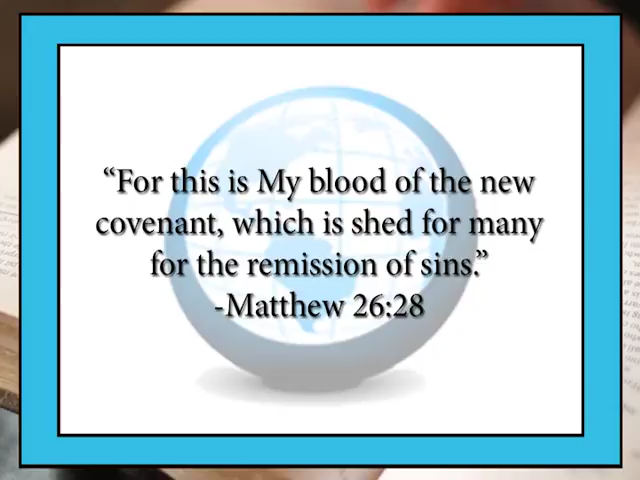 “For this is My blood of the new
covenant, which is shed for many
for the remission of sins.”
-Matthew 26:28